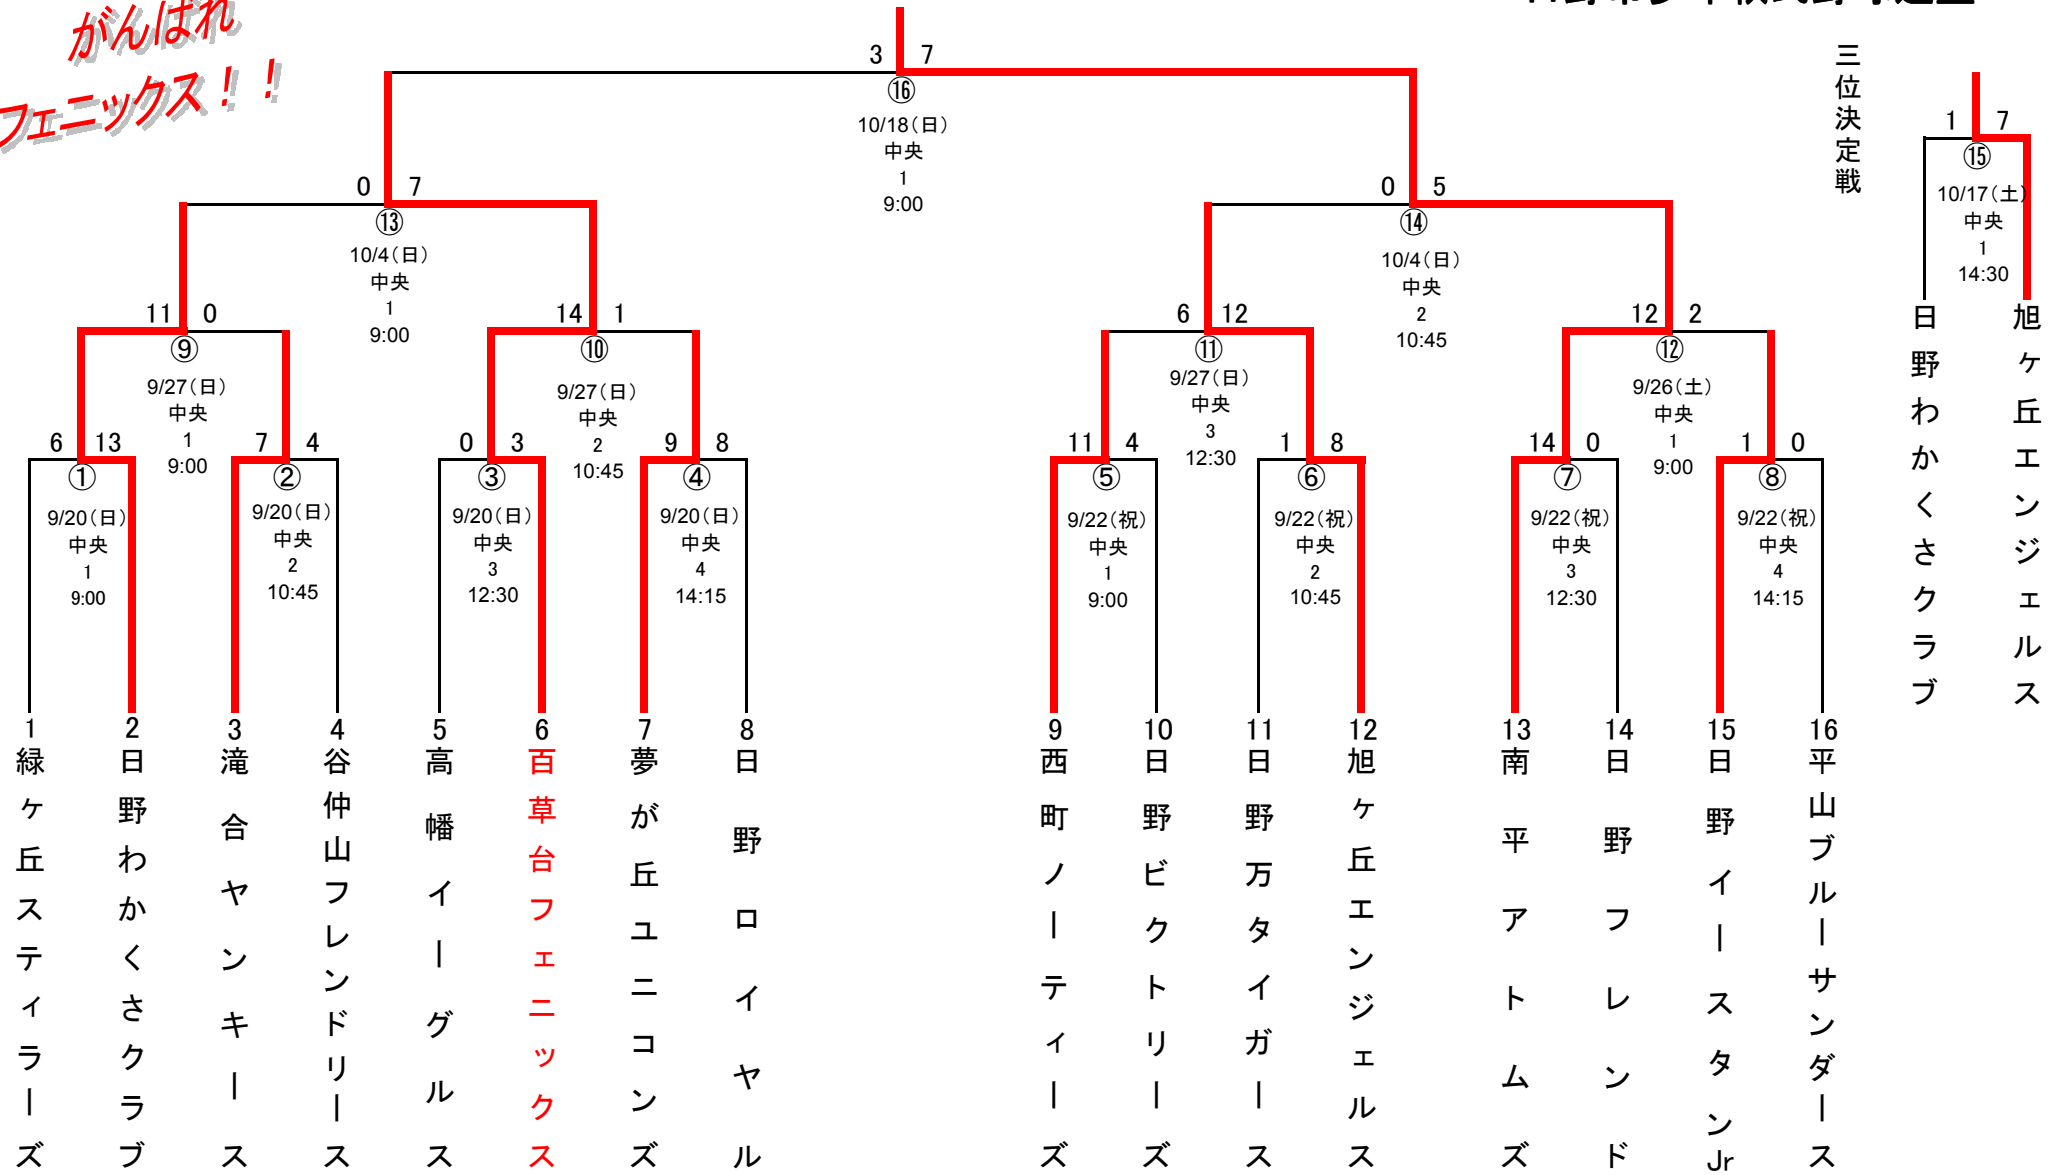 がんばれ
フェニックス！！
3 7
⑯
10/18(日)
中央
1
9:00
三位決定戦
1 7
⑮
10/17(土)
中央
1
14:30
日野わかくさクラブ
旭ヶ丘エンジェルス
0 7
⑬
10/4(日)
中央
1
9:00
0 5
⑭
10/4(日)
中央
2
10:45
11 0
⑨
9/27(日)
中央
1
9:00
14 1
⑩
9/27(日)
中央
2
10:45
6 12
⑪
9/27(日)
中央
3
12:30
12 2
⑫
9/26(土)
中央
1
9:00
6 13
①
9/20(日)
中央
1
9:00
7 4
②
9/20(日)
中央
2
10:45
0 3
③
9/20(日)
中央
3
12:30
9 8
④
9/20(日)
中央
4
14:15
11 4
⑤
9/22(祝)
中央
1
9:00
1 8
⑥
9/22(祝)
中央
2
10:45
14 0
⑦
9/22(祝)
中央
3
12:30
1 0
⑧
9/22(祝)
中央
4
14:15
1
緑ヶ丘スティラーズ
2
日野わかくさクラブ
3
滝合ヤンキース
4
谷仲山フレンドリース
5
高幡イーグルス
6
百草台フェニックス
7
夢が丘ユニコンズ
8
日野ロイヤル
9
西町ノーティーズ
10
日野ビクトリーズ
11
日野万タイガース
12
旭ヶ丘エンジェルス
13
南平アトムズ
14
日野フレンド
15
日野イースタンJr
16
平山ブルーサンダース